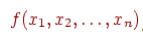 f(x₁, x₂, …, xₙ)